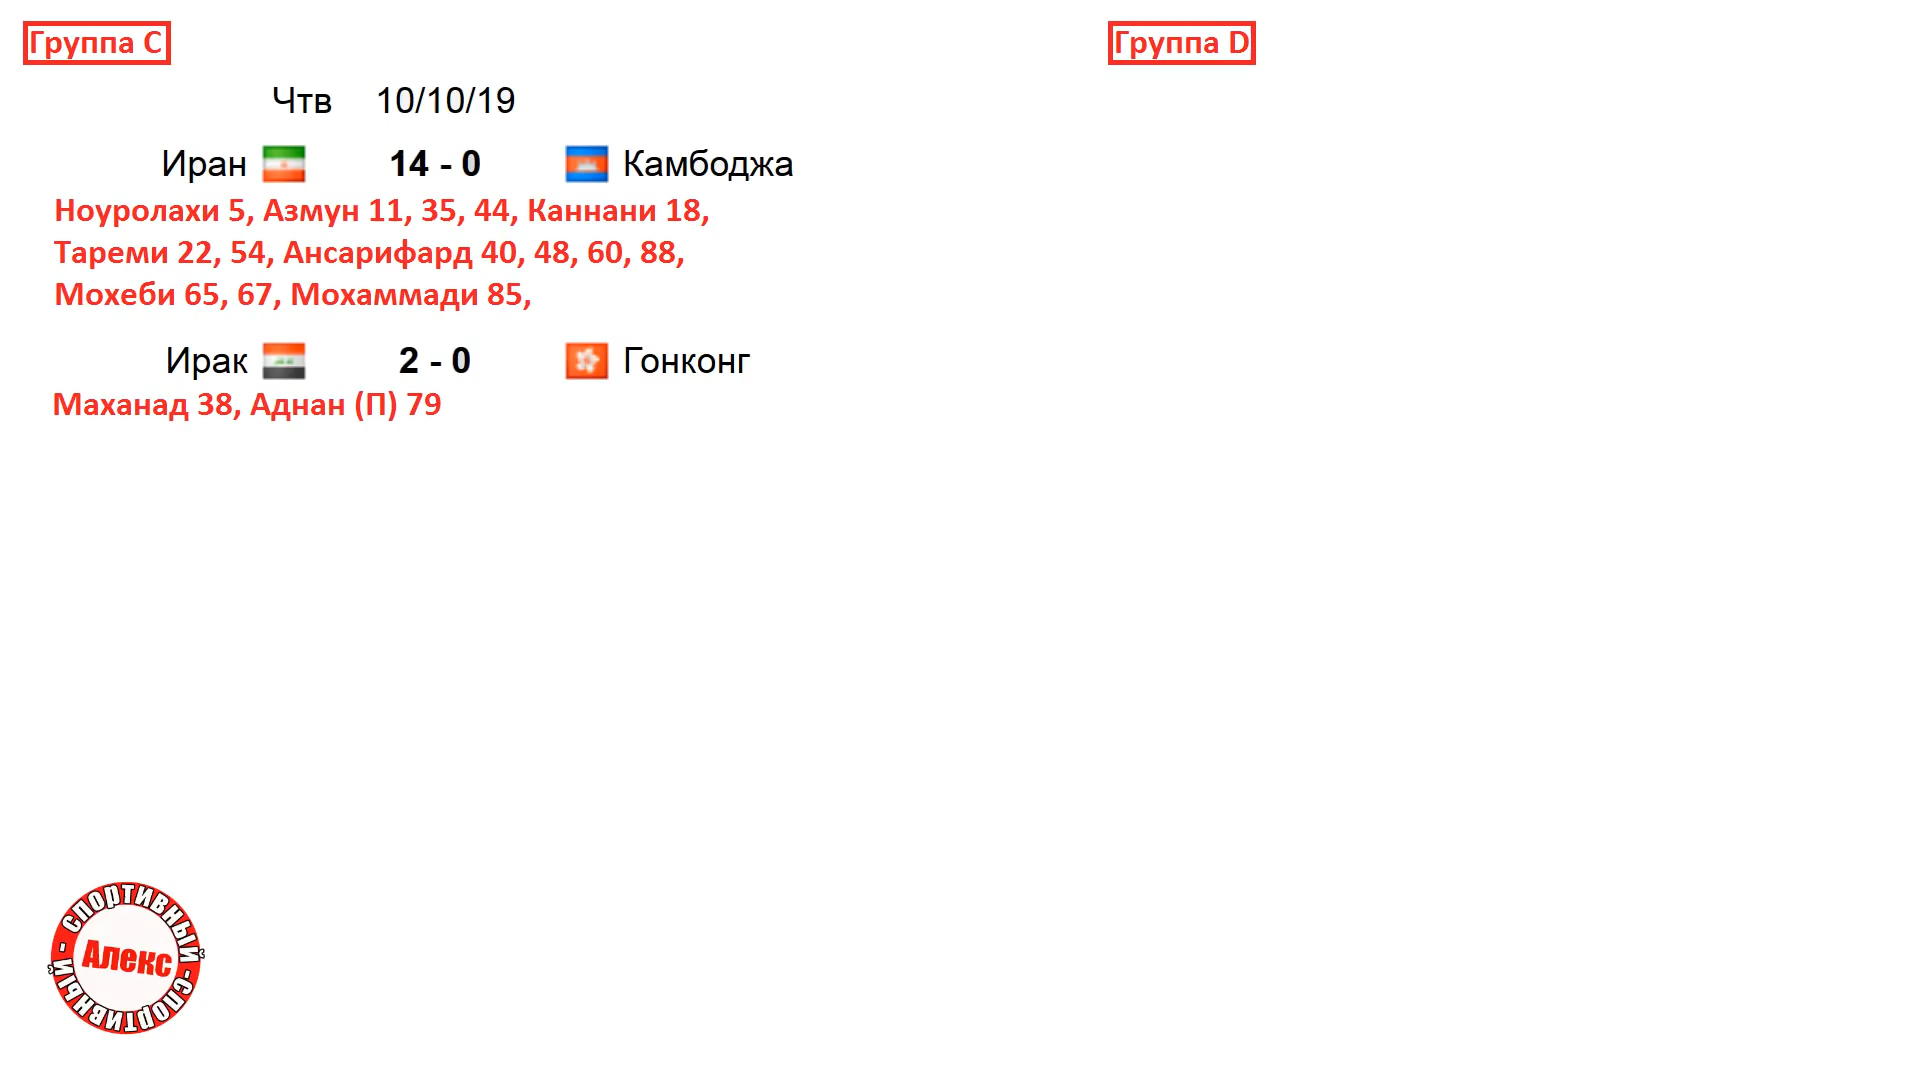 Группа C
Группа D
Чтв 10/10/19
Иран 14 - 0 Камбоджа
Ноуролахи 5, Азмун 11, 35, 44, Каннани 18,
Тареми 22, 54, Ансарифард 40, 48, 60, 88,
Мохеби 65, 67, Мохаммади 85,
Ирак 2 - 0 Гонконг
Маханад 38, Аднан (П) 79
- СПОРТИВНЫЙ - СПОРТИВНЫЙ
Алекс